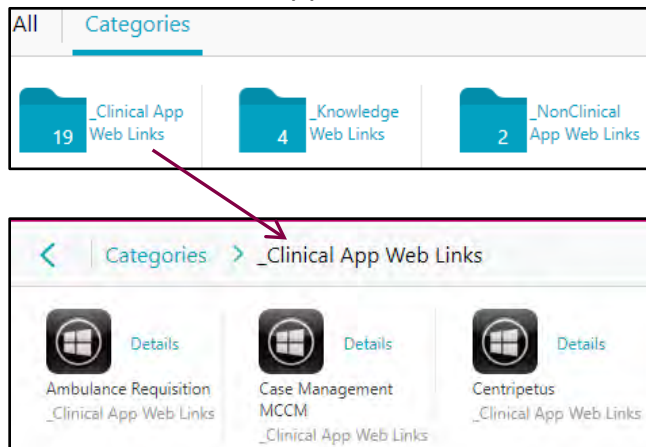 All Categories
_Clinical App
Web Links
19
_Knowledge
Web Links
4
_NonClinical
App Web Links
2
< Categories > _Clinical App Web Links
Details
Ambulance Requisition
_Clinical App Web Links
Details
Case Management
MCCM
_Clinical App Web Links
Details
Centripetus
_Clinical App Web Links